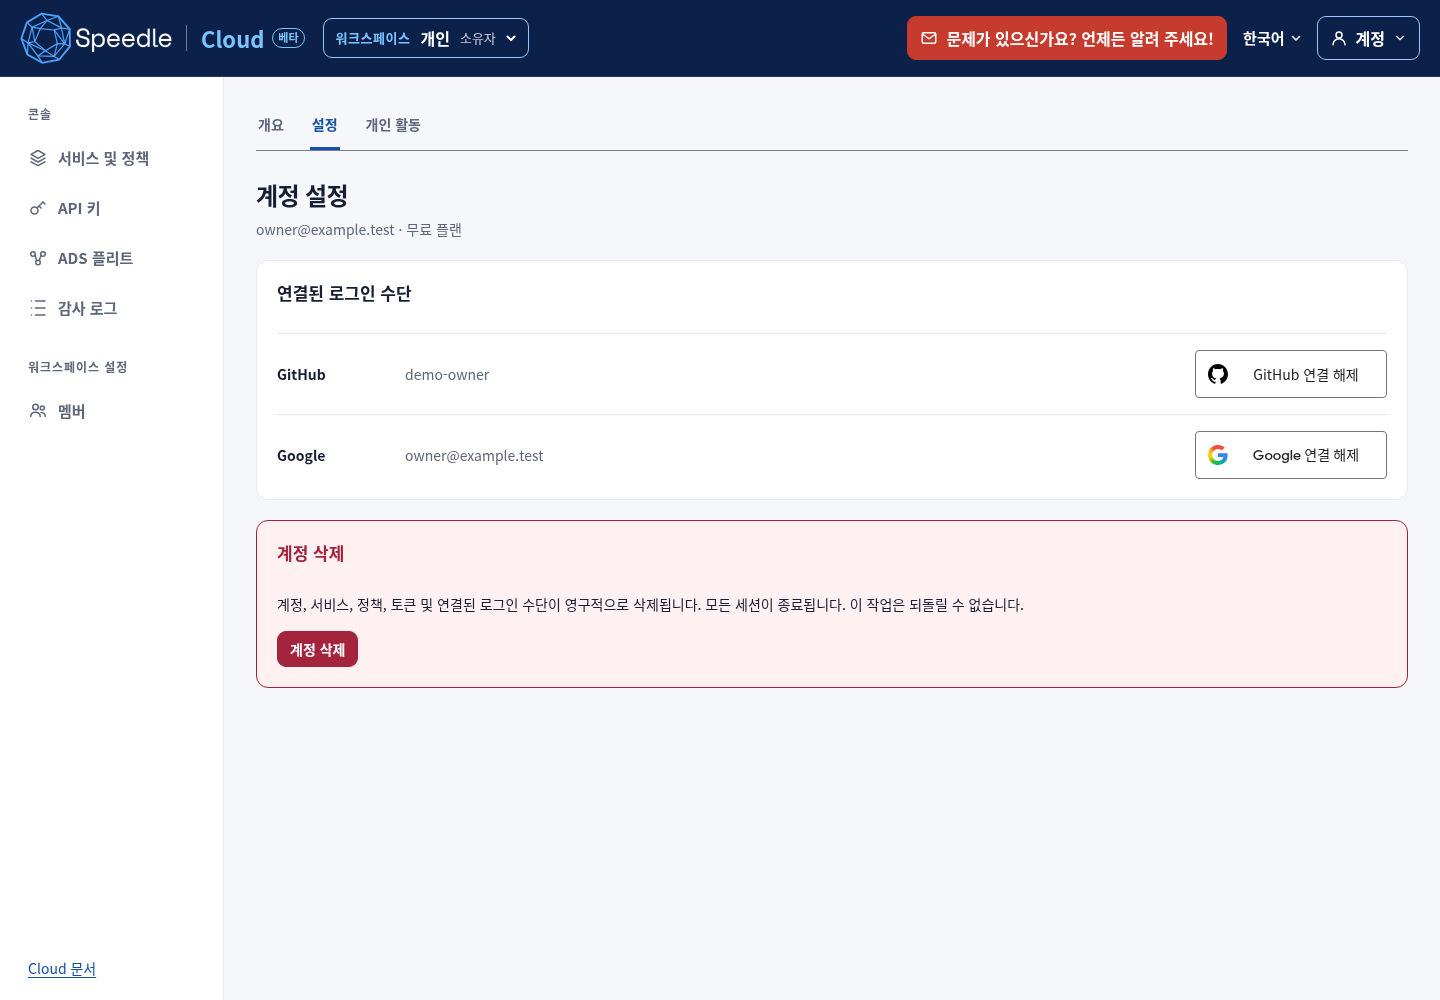 Speedle
Cloud 베타
워크스페이스 개인 소유자
문제가 있으신가요? 언제든 알려 주세요!
한국어
계정
콘솔
서비스 및 정책
API 키
ADS 플리트
감사 로그
워크스페이스 설정
멤버
Cloud 문서
개요 설정 개인 활동
계정 설정
owner@example.test · 무료 플랜
연결된 로그인 수단
GitHub demo-owner GitHub 연결 해제
Google owner@example.test Google 연결 해제
계정 삭제
계정, 서비스, 정책, 토큰 및 연결된 로그인 수단이 영구적으로 삭제됩니다. 모든 세션이 종료됩니다. 이 작업은 되돌릴 수 없습니다.
계정 삭제